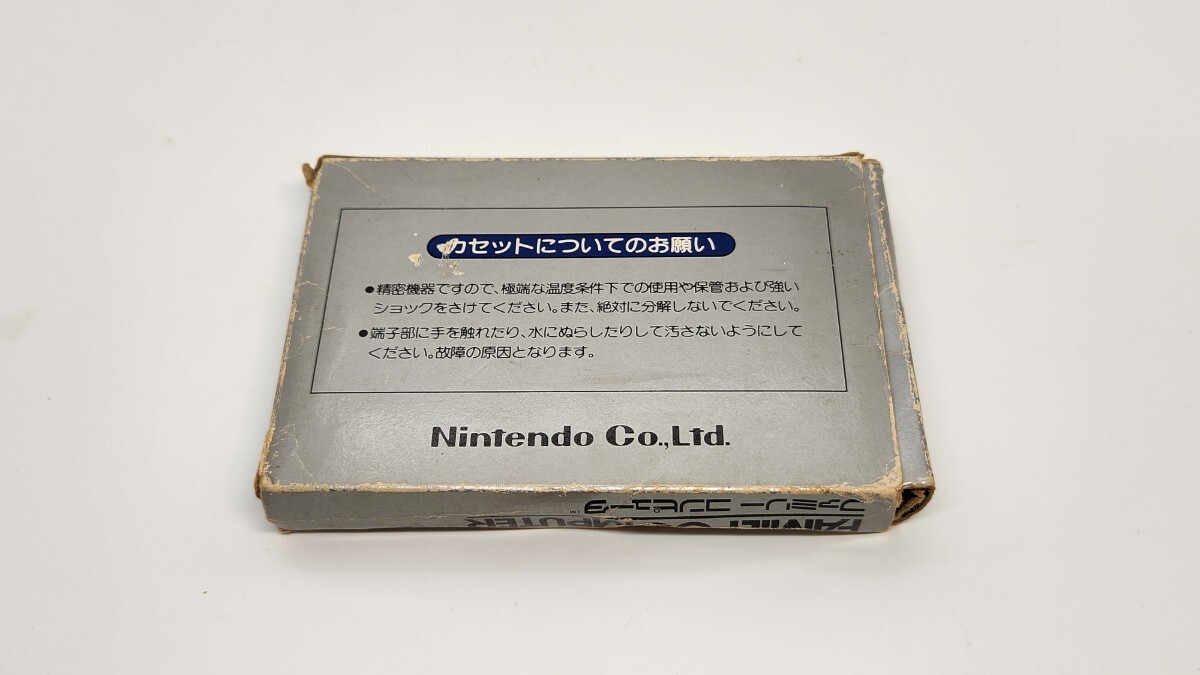 カセットについてのお願い
●精密機器ですので、極端な温度条件下での使用や保管および強い
ショックをさけてください。また、絶対に分解しないでください。
●端子部に手を触れたり、水にぬらしたりして汚さないようにして
ください。故障の原因となります。
Nintendo Co.,Ltd.
ファミリー コンピュータ™
FAMILY COMPUTER